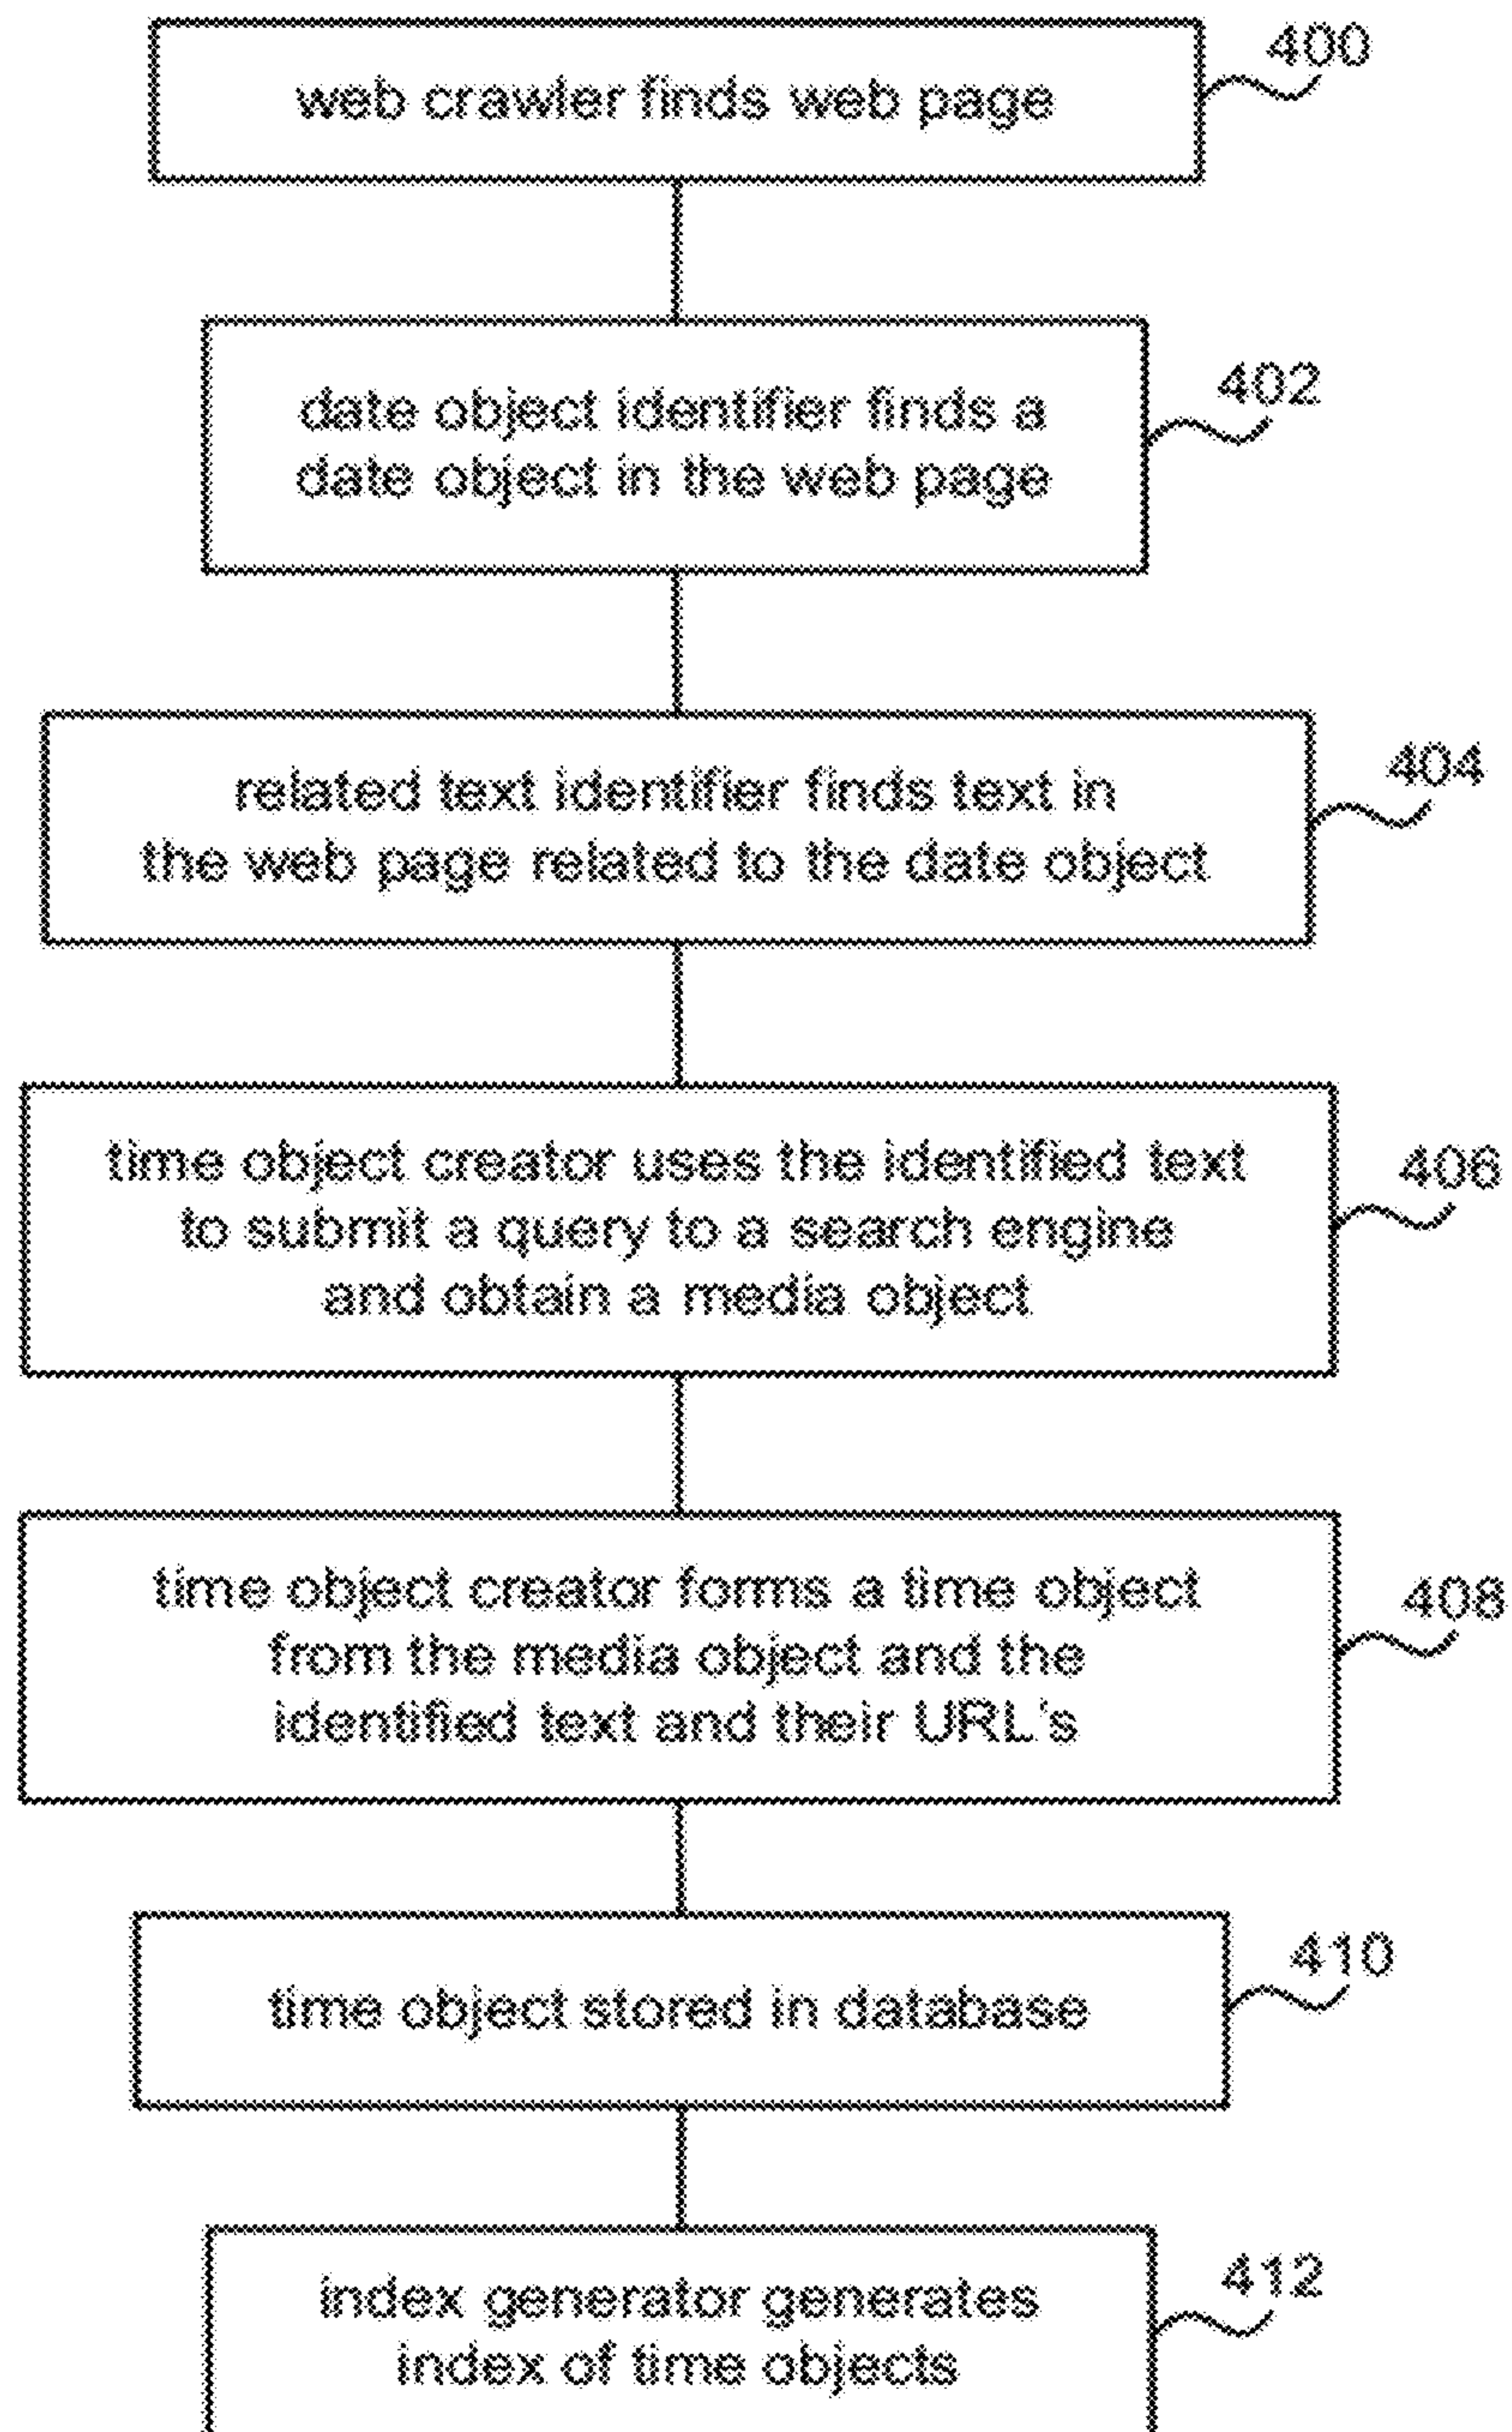 400
web crawler finds web page
402
date object identifier finds a
date object in the web page
404
related text identifier finds text in
the web page related to the date object
406
time object creator uses the identified text
to submit a query to a search engine
and obtain a media object
408
time object creator forms a time object
from the media object and the
identified text and their URL's
410
time object stored in database
412
index generator generates
index of time objects